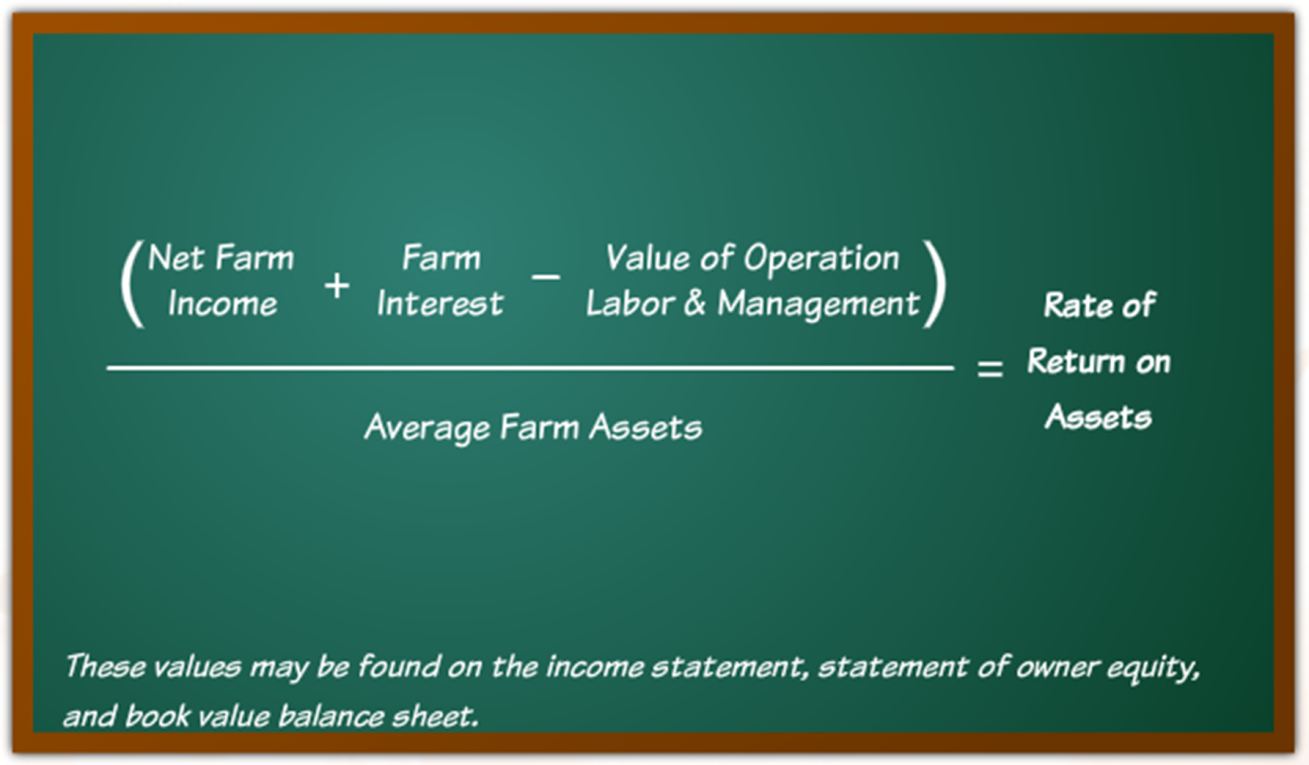 (Net Farm Income + Farm Interest − Value of Operation Labor & Management)
Average Farm Assets
= Rate of
Return on
Assets
These values may be found on the income statement, statement of owner equity,
and book value balance sheet.